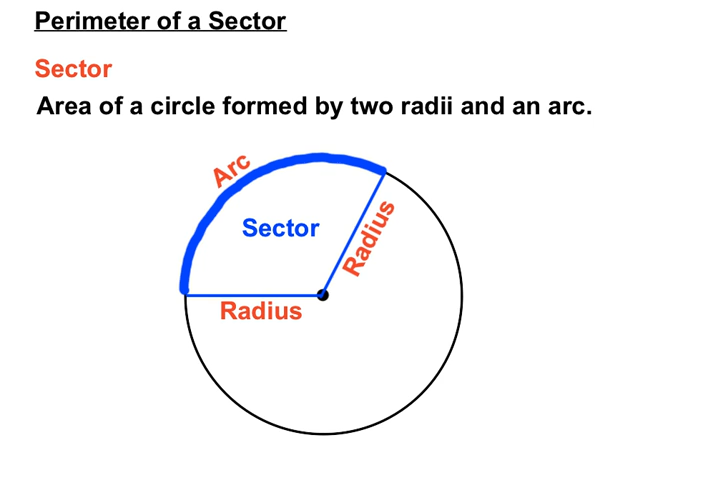 Perimeter of a Sector
Sector
Area of a circle formed by two radii and an arc.
Arc
Sector
Radius
Radius